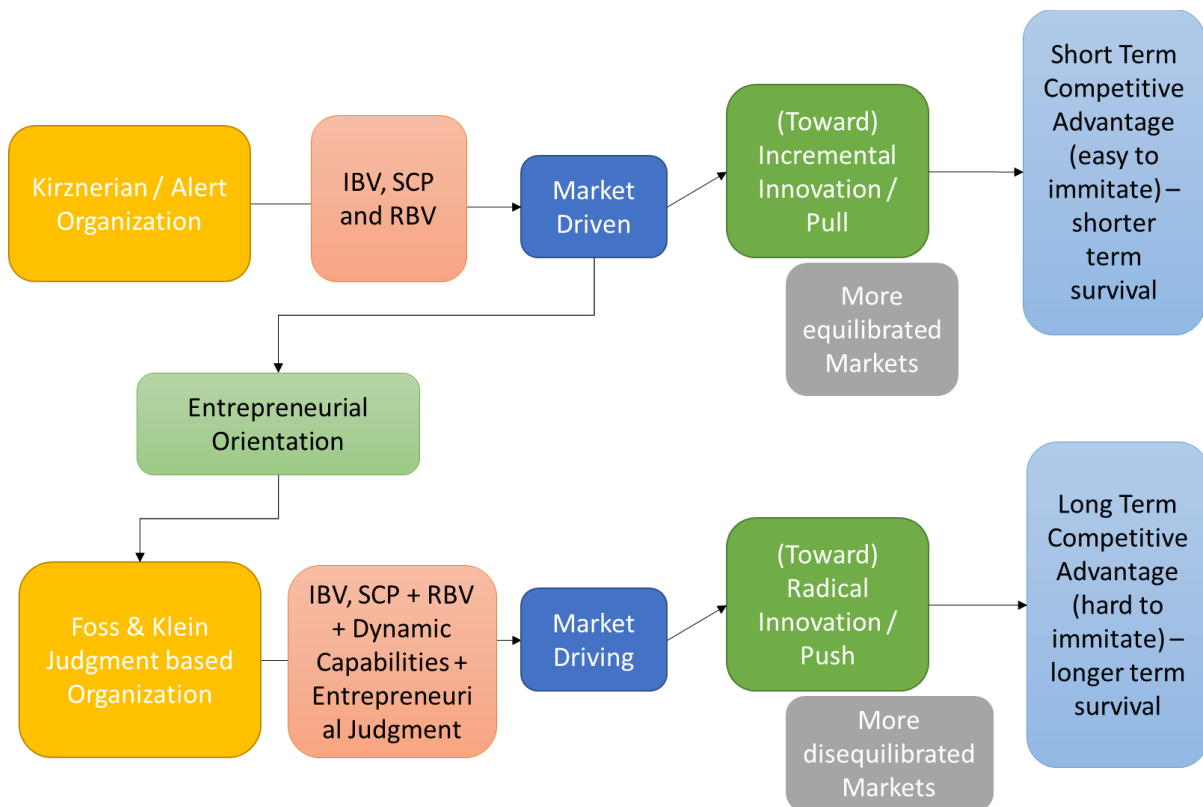 Kirznerian / Alert
Organization
IBV, SCP
and RBV
Market
Driven
(Toward)
Incremental
Innovation /
Pull
More
equilibrated
Markets
Short Term
Competitive
Advantage
(easy to
immitate) –
shorter
term
survival
Entrepreneurial
Orientation
Foss & Klein
Judgment based
Organization
IBV, SCP + RBV
+ Dynamic
Capabilities +
Entrepreneuri
al Judgment
Market
Driving
(Toward)
Radical
Innovation /
Push
More
disequilibrated
Markets
Long Term
Competitive
Advantage
(hard to
immitate) –
longer term
survival